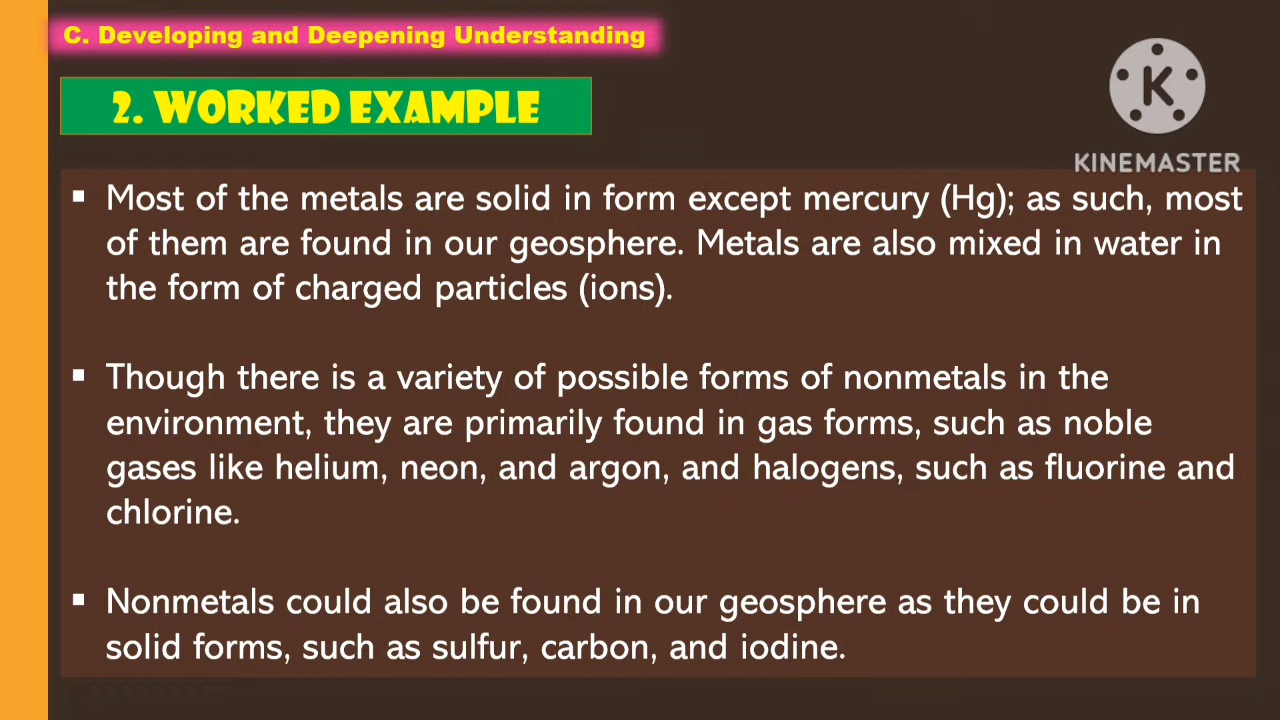 C. Developing and Deepening Understanding
2. WORKED EXAMPLE
K
KINEMASTER
▪ Most of the metals are solid in form except mercury (Hg); as such, most
of them are found in our geosphere. Metals are also mixed in water in
the form of charged particles (ions).
▪ Though there is a variety of possible forms of nonmetals in the
environment, they are primarily found in gas forms, such as noble
gases like helium, neon, and argon, and halogens, such as fluorine and
chlorine.
▪ Nonmetals could also be found in our geosphere as they could be in
solid forms, such as sulfur, carbon, and iodine.